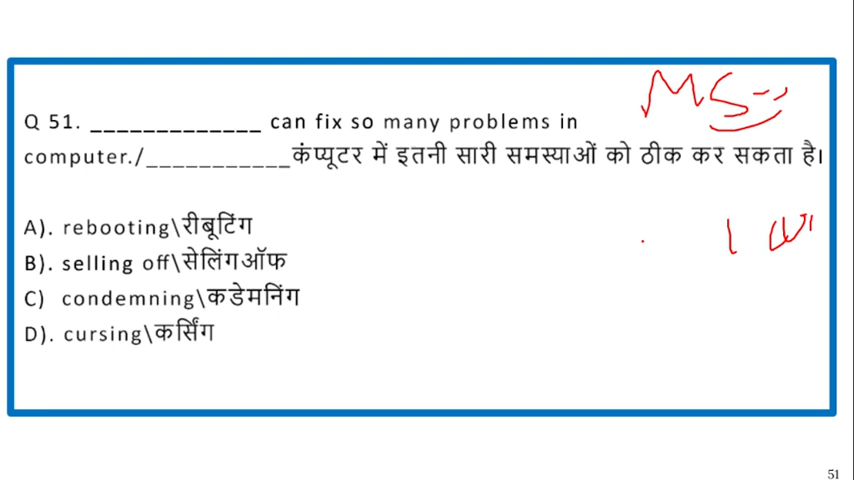 Q 51. _____________ can fix so many problems in
computer./___________कंप्यूटर में इतनी सारी समस्याओं को ठीक कर सकता है।
A). rebooting\रीबूटिंग
B). selling off\सेलिंगऑफ
C) condemning\कडेमनिंग
D). cursing\कर्सिंग
MS
51